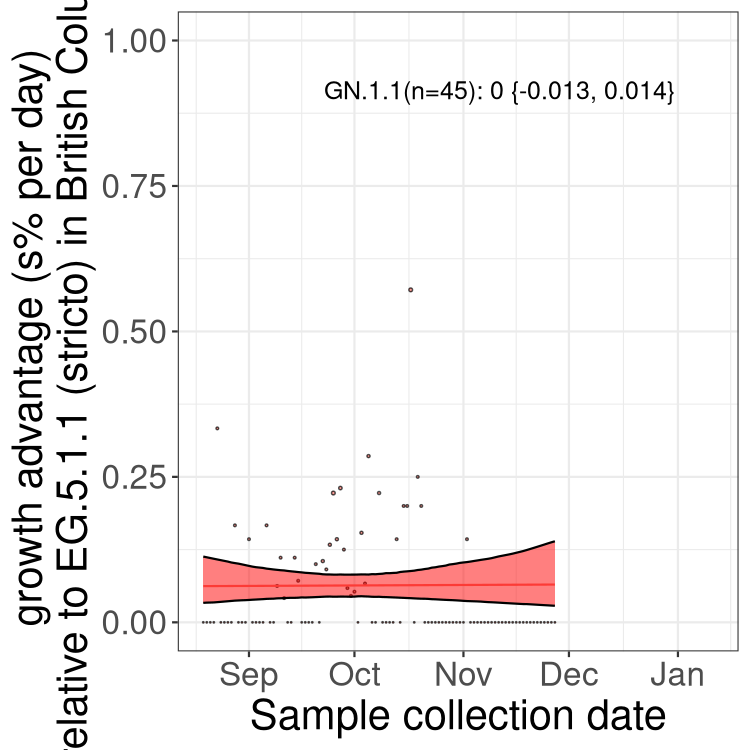 growth advantage (s% per day)
relative to EG.5.1.1 (stricto) in British Colu
1.00
0.75
0.50
0.25
0.00
GN.1.1(n=45): 0 {-0.013, 0.014}
Sep Oct Nov Dec Jan
Sample collection date